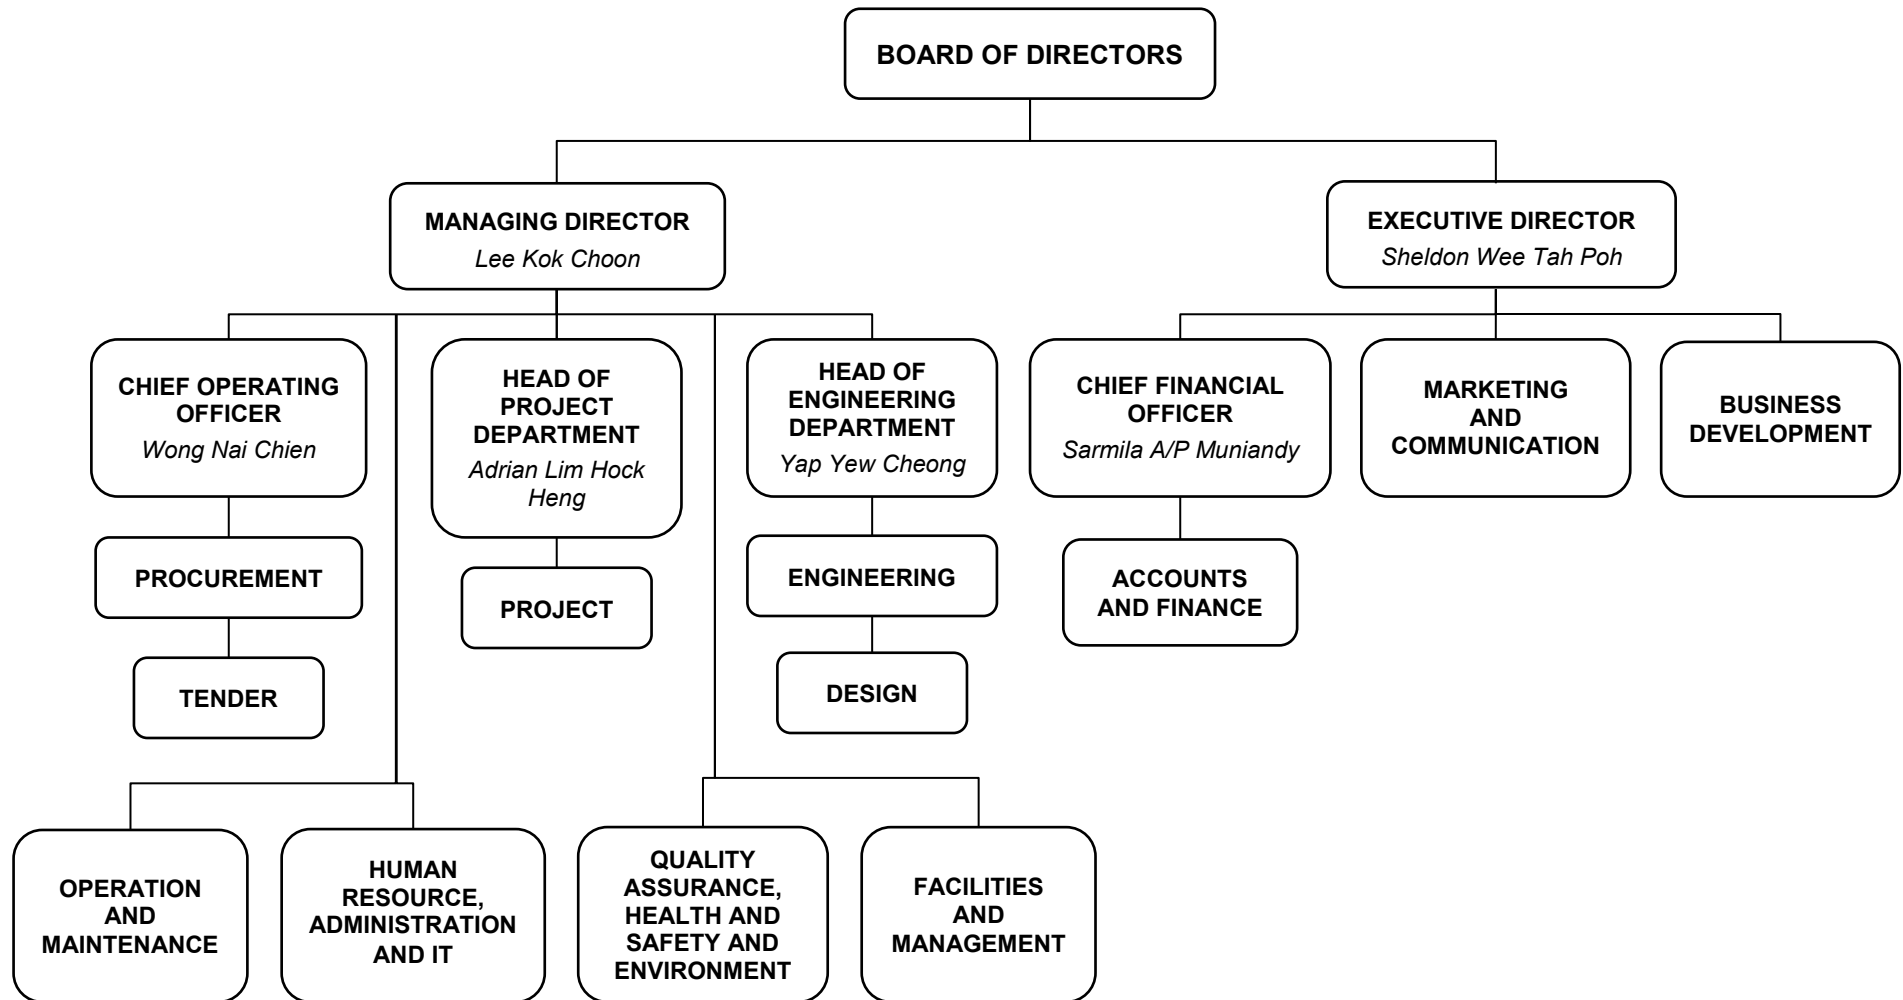 BOARD OF DIRECTORS
MANAGING DIRECTOR
Lee Kok Choon
EXECUTIVE DIRECTOR
Sheldon Wee Tah Poh
CHIEF OPERATING
OFFICER
Wong Nai Chien
HEAD OF
PROJECT
DEPARTMENT
Adrian Lim Hock
Heng
HEAD OF
ENGINEERING
DEPARTMENT
Yap Yew Cheong
CHIEF FINANCIAL
OFFICER
Sarmila A/P Muniandy
MARKETING
AND
COMMUNICATION
BUSINESS
DEVELOPMENT
PROCUREMENT
PROJECT
ENGINEERING
ACCOUNTS
AND FINANCE
TENDER
DESIGN
OPERATION
AND
MAINTENANCE
HUMAN
RESOURCE,
ADMINISTRATION
AND IT
QUALITY
ASSURANCE,
HEALTH AND
SAFETY AND
ENVIRONMENT
FACILITIES
AND
MANAGEMENT